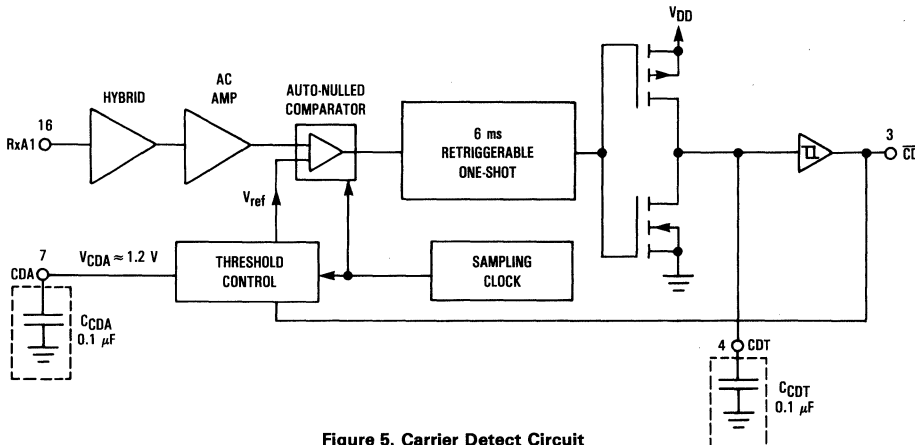 VDD
HYBRID
AC
AMP
AUTO-NULLED
COMPARATOR
16
RxA1
6 ms
RETRIGGERABLE
ONE-SHOT
3
CD
Vref
7
CDA
VCDA ≈ 1.2 V
THRESHOLD
CONTROL
SAMPLING
CLOCK
CCDA
0.1 µF
4
CDT
CCDT
0.1 µF
Figure 5. Carrier Detect Circuit